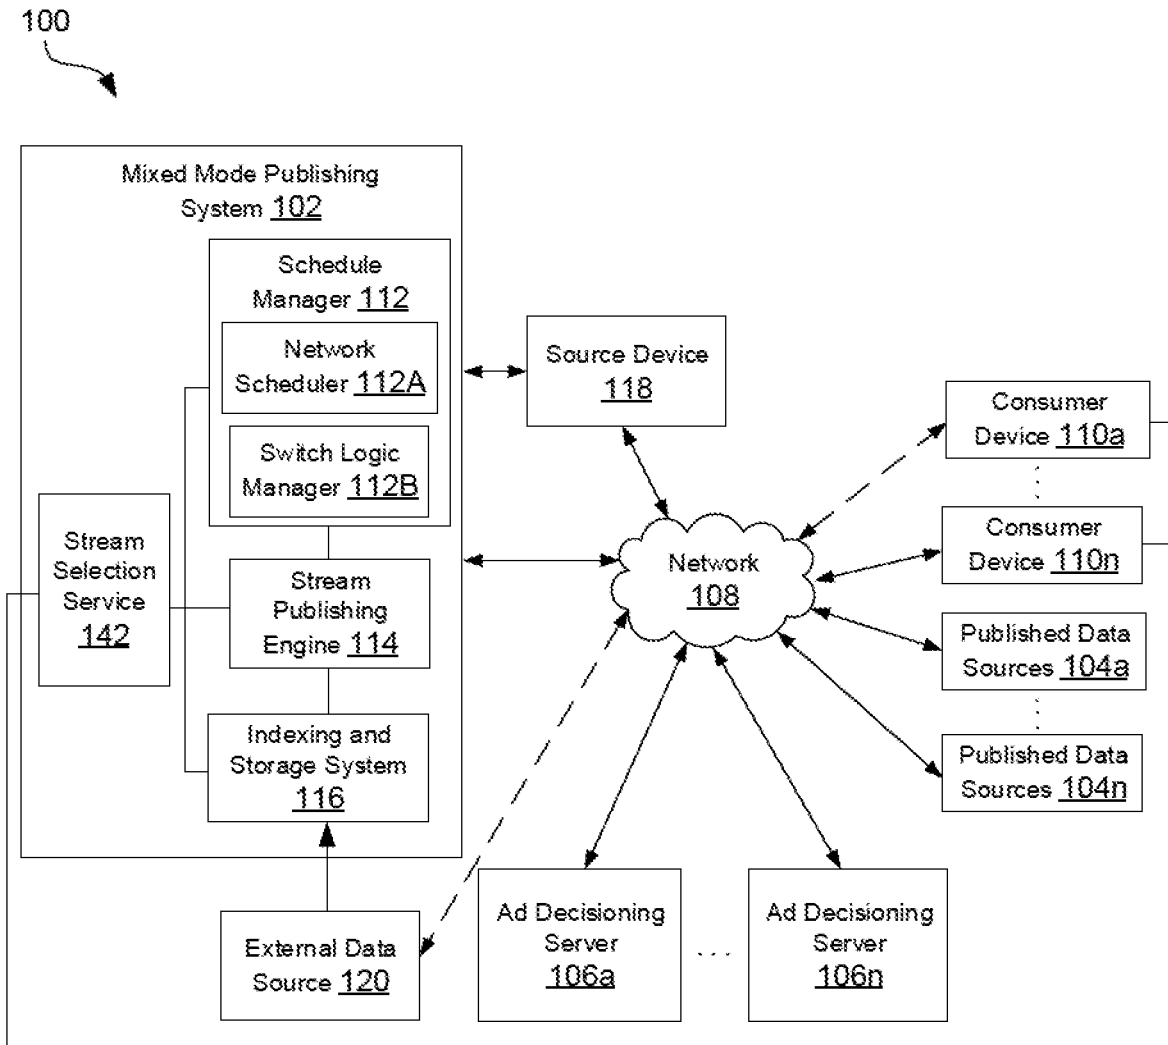 100
Mixed Mode Publishing
System 102
Schedule
Manager 112
Network
Scheduler 112A
Switch Logic
Manager 112B
Stream
Selection
Service
142
Stream
Publishing
Engine 114
Indexing and
Storage System
116
External Data
Source 120
Source Device
118
Network
108
Consumer
Device 110a
Consumer
Device 110n
Published Data
Sources 104a
Published Data
Sources 104n
Ad Decisioning
Server
106a
Ad Decisioning
Server
106n